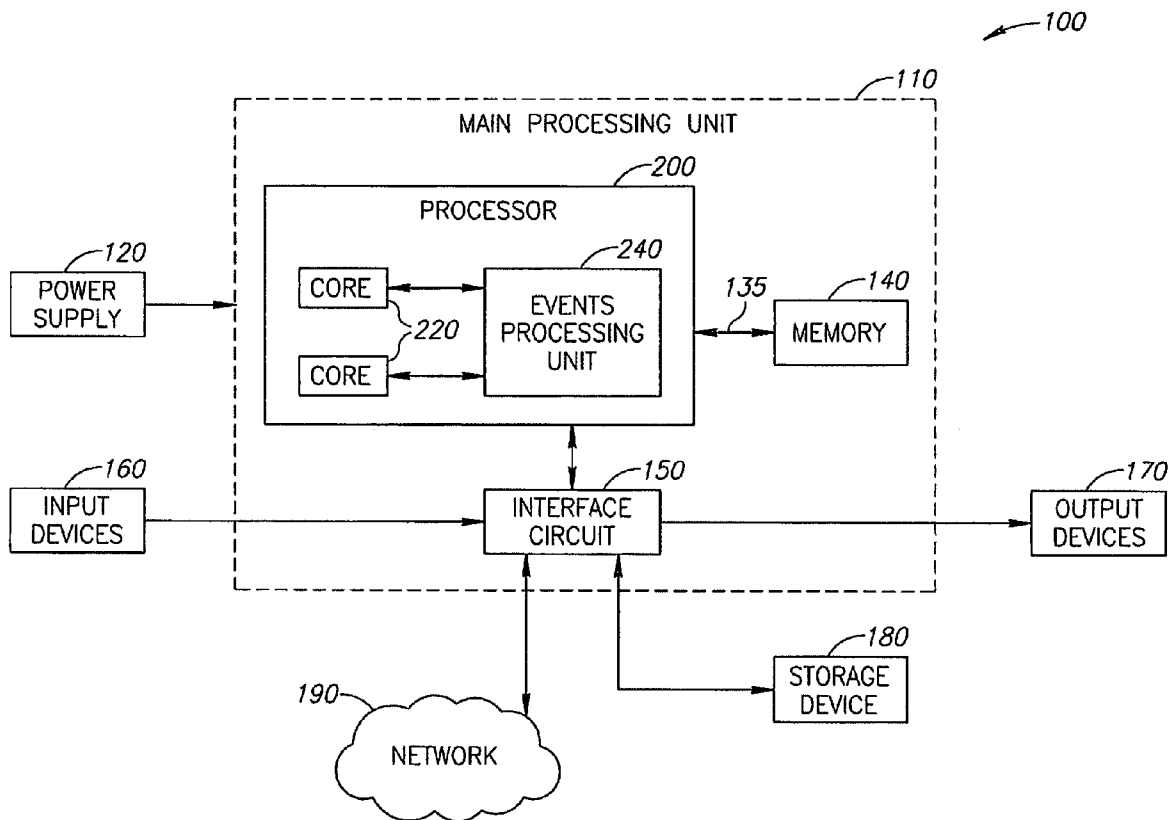 100
110
MAIN PROCESSING UNIT
200
PROCESSOR
120
POWER
SUPPLY
CORE
220
CORE
240
EVENTS
PROCESSING
UNIT
135
140
MEMORY
160
INPUT
DEVICES
150
INTERFACE
CIRCUIT
170
OUTPUT
DEVICES
180
STORAGE
DEVICE
190
NETWORK